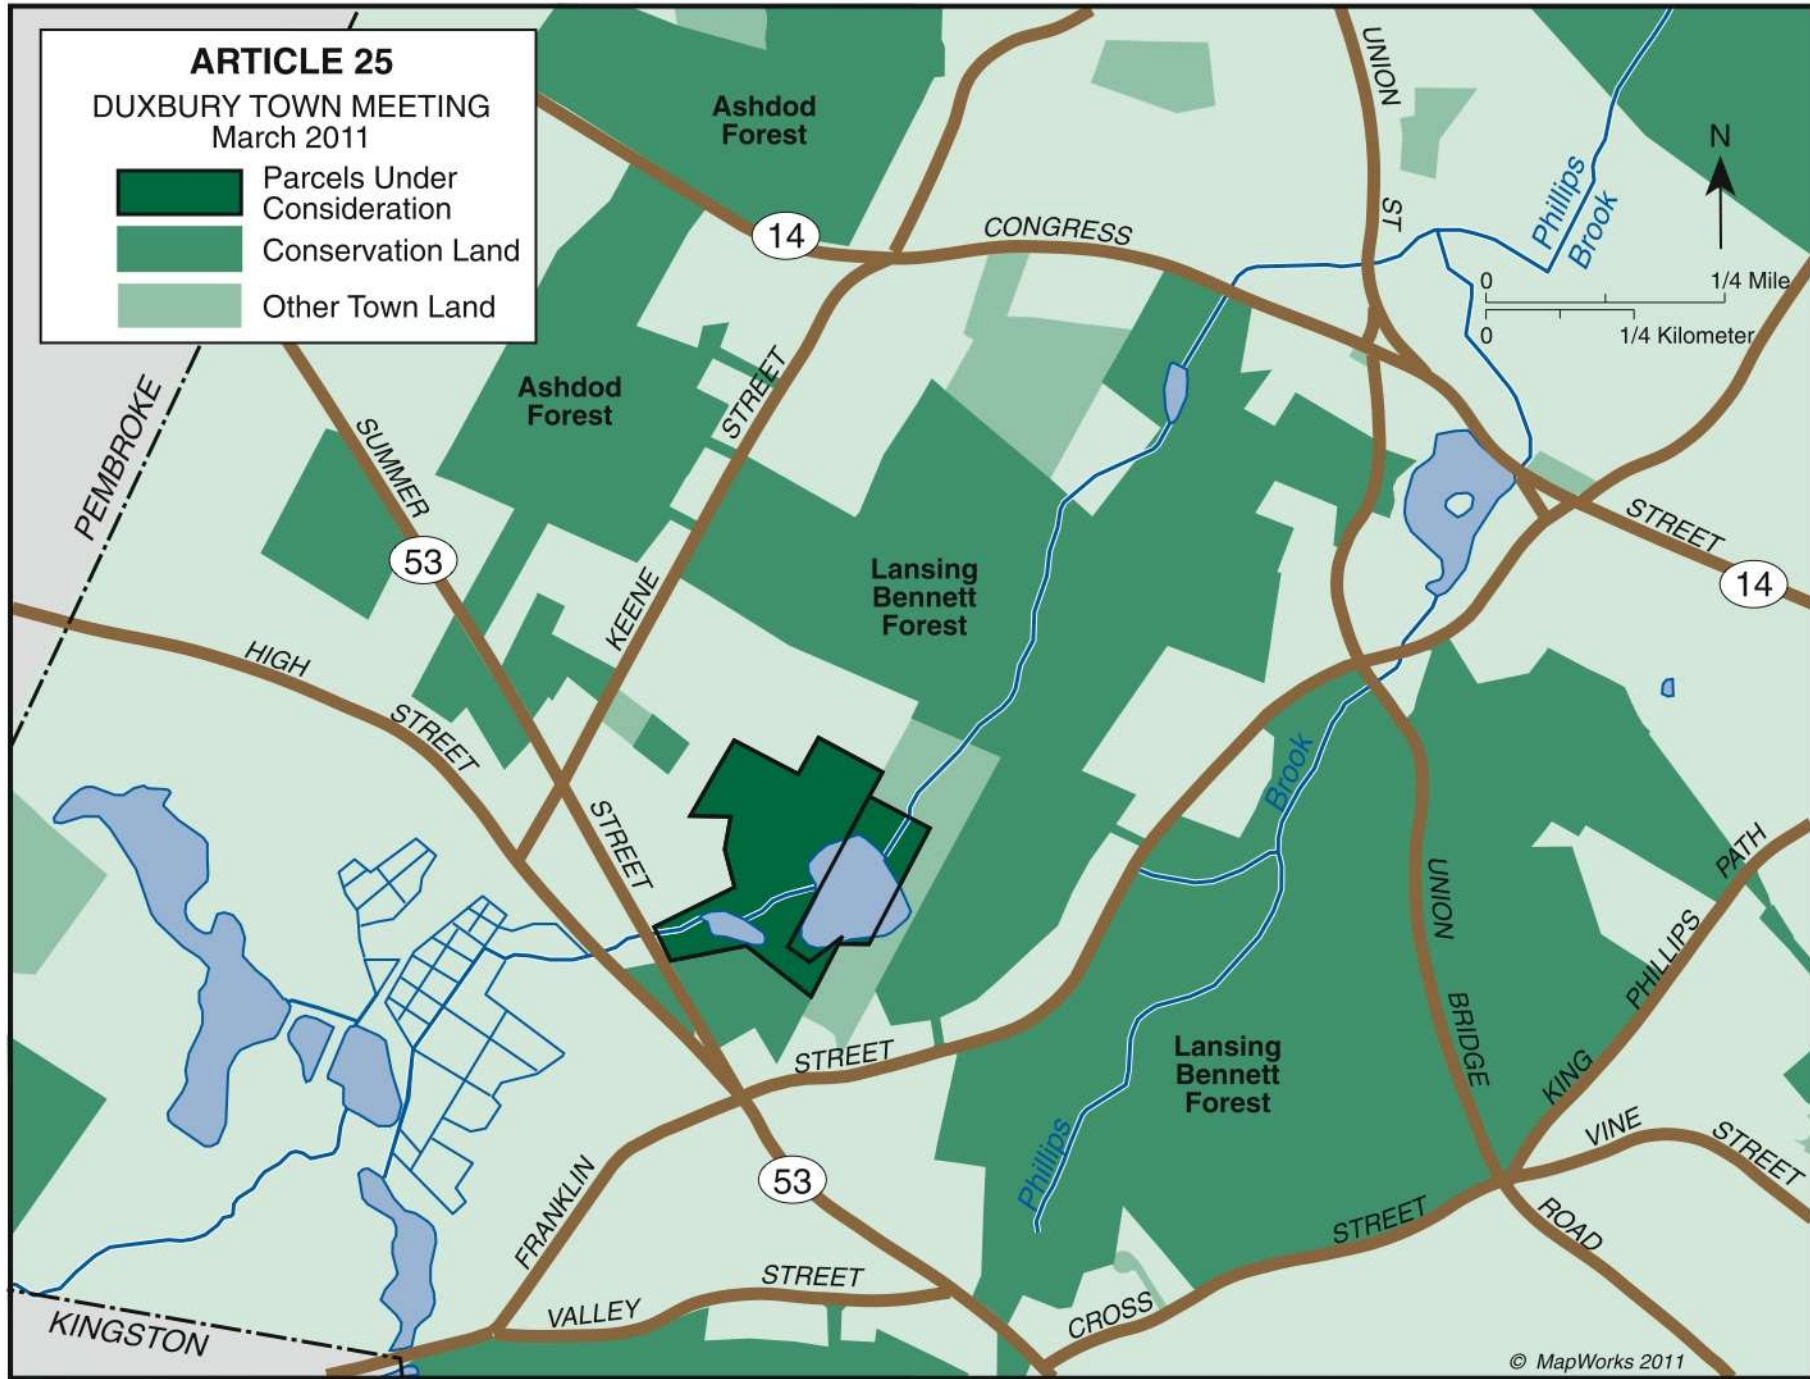 ARTICLE 25
DUXBURY TOWN MEETING
March 2011
Parcels Under
Consideration
Conservation Land
Other Town Land
Ashdod
Forest
UNION
ST
N
Phillips
Brook
14
CONGRESS
0
1/4 Mile
0
1/4 Kilometer
PEMBROKE
SUMMER
Ashdod
Forest
STREET
53
KEENE
Lansing
Bennett
Forest
STREET
14
HIGH
STREET
STREET
Brook
UNION
PATH
PHILLIPS
BRIDGE
KING
STREET
Lansing
Bennett
Forest
VINE
STREET
Phillips
FRANKLIN
53
STREET
ROAD
STREET
VALLEY
CROSS
KINGSTON
© MapWorks 2011